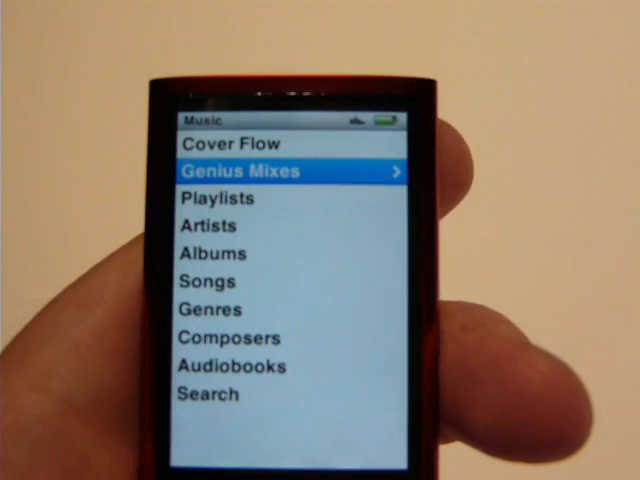 Music
Cover Flow
Genius Mixes
Playlists
Artists
Albums
Songs
Genres
Composers
Audiobooks
Search